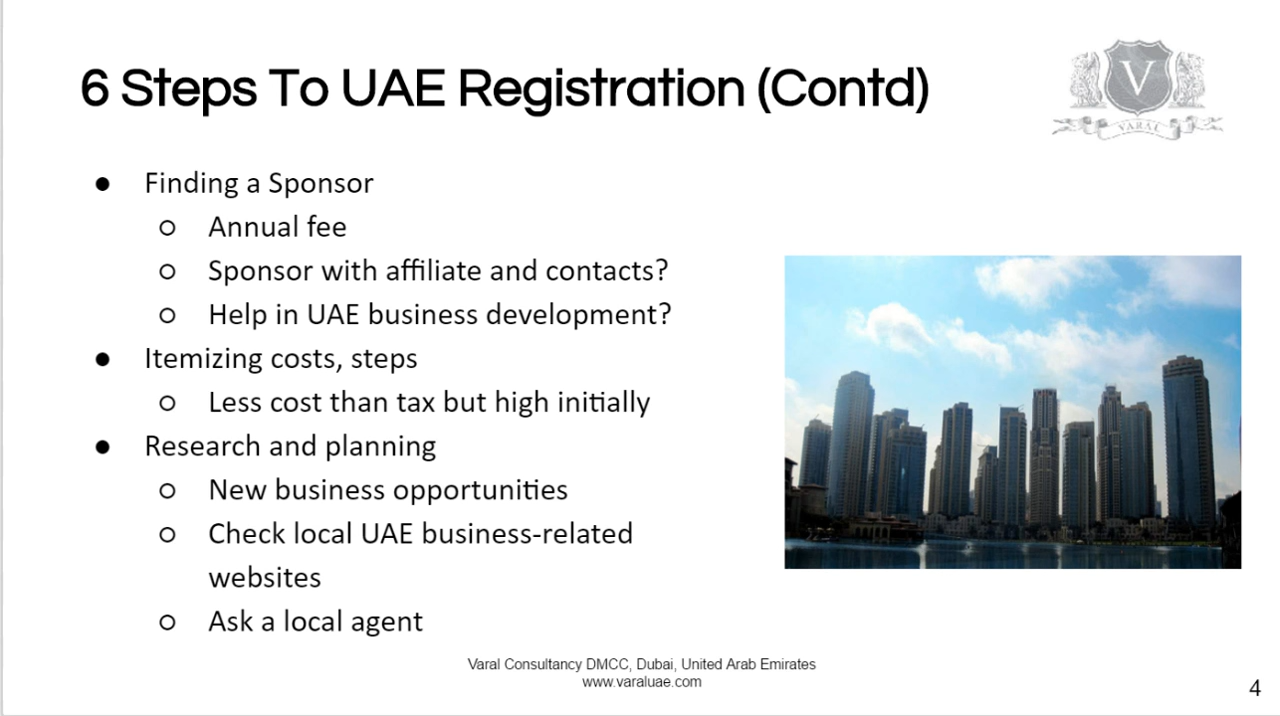 6 Steps To UAE Registration (Contd)
V
VARAL
● Finding a Sponsor
○ Annual fee
○ Sponsor with affiliate and contacts?
○ Help in UAE business development?
● Itemizing costs, steps
○ Less cost than tax but high initially
● Research and planning
○ New business opportunities
○ Check local UAE business-related
websites
○ Ask a local agent
Varal Consultancy DMCC, Dubai, United Arab Emirates
www.varaluae.com
4